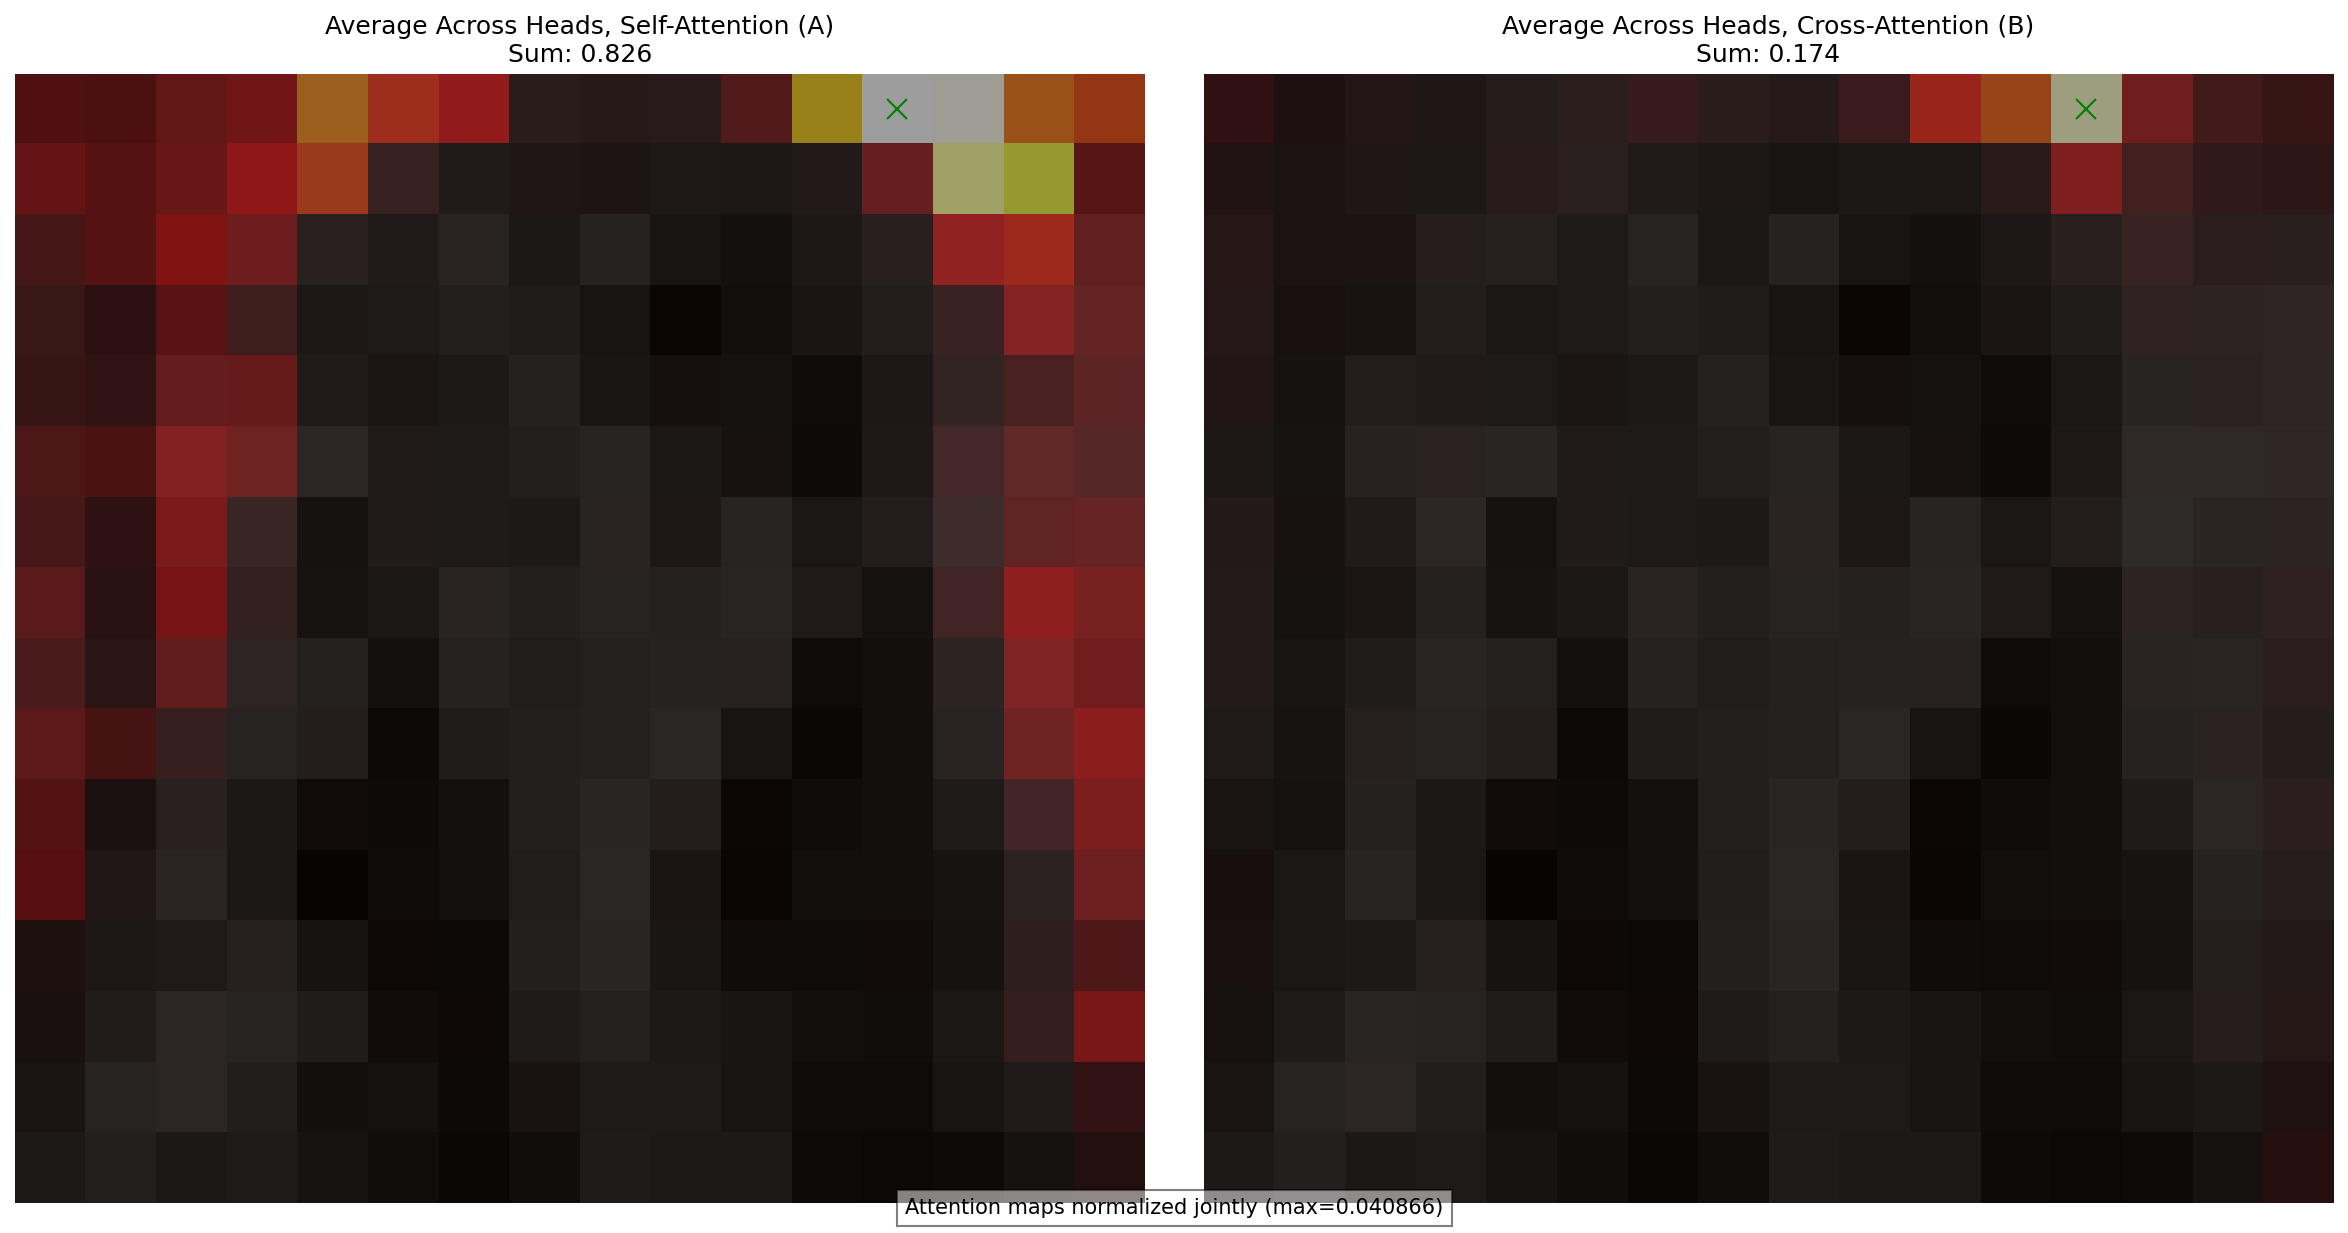 Average Across Heads, Self-Attention (A)
Sum: 0.826
Average Across Heads, Cross-Attention (B)
Sum: 0.174
Attention maps normalized jointly (max=0.040866)